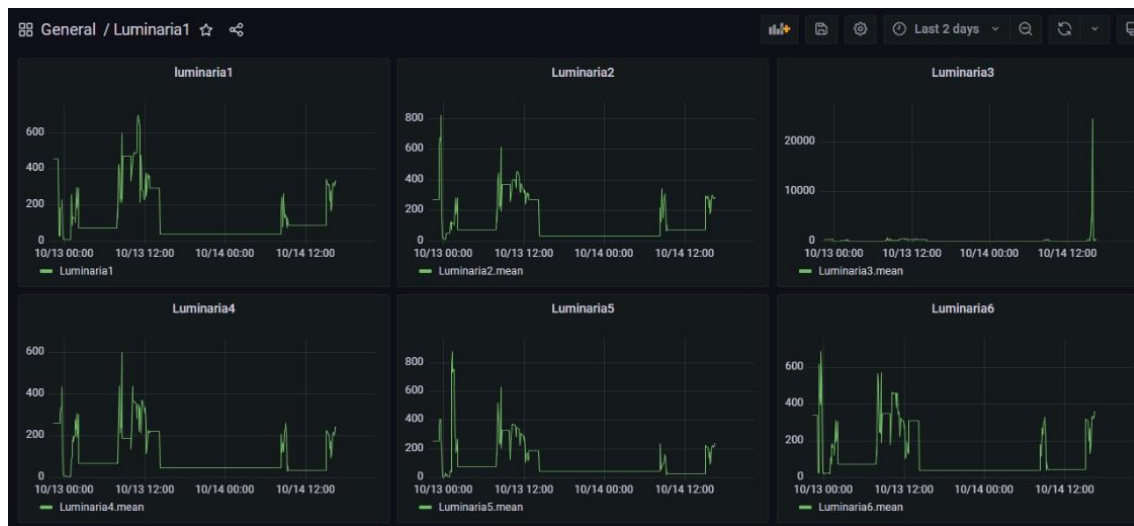 General / Luminaria1
Last 2 days
luminaria1
600
400
200
0
10/13 00:00 10/13 12:00 10/14 00:00 10/14 12:00
Luminaria1
Luminaria2
800
600
400
200
0
10/13 00:00 10/13 12:00 10/14 00:00 10/14 12:00
Luminaria2.mean
Luminaria3
20000
10000
0
10/13 00:00 10/13 12:00 10/14 00:00 10/14 12:00
Luminaria3.mean
Luminaria4
600
400
200
0
10/13 00:00 10/13 12:00 10/14 00:00 10/14 12:00
Luminaria4.mean
Luminaria5
800
600
400
200
0
10/13 00:00 10/13 12:00 10/14 00:00 10/14 12:00
Luminaria5.mean
Luminaria6
600
400
200
0
10/13 00:00 10/13 12:00 10/14 00:00 10/14 12:00
Luminaria6.mean